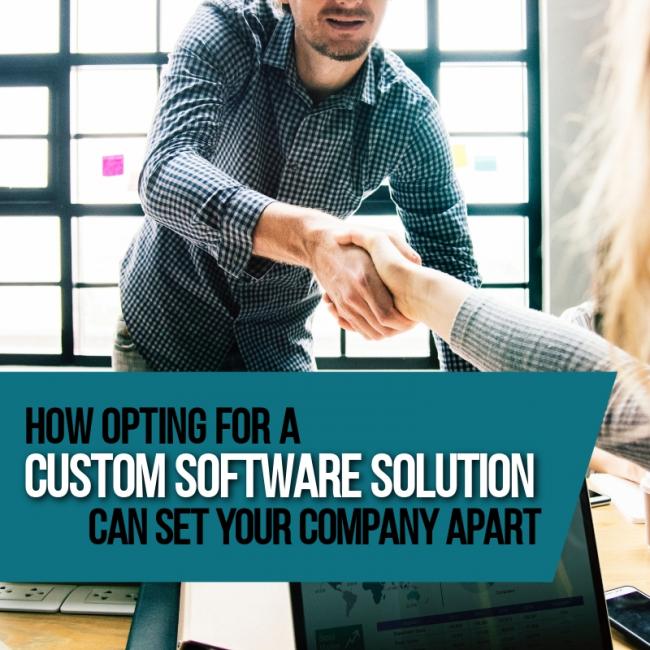 HOW OPTING FOR A
CUSTOM SOFTWARE SOLUTION
CAN SET YOUR COMPANY APART